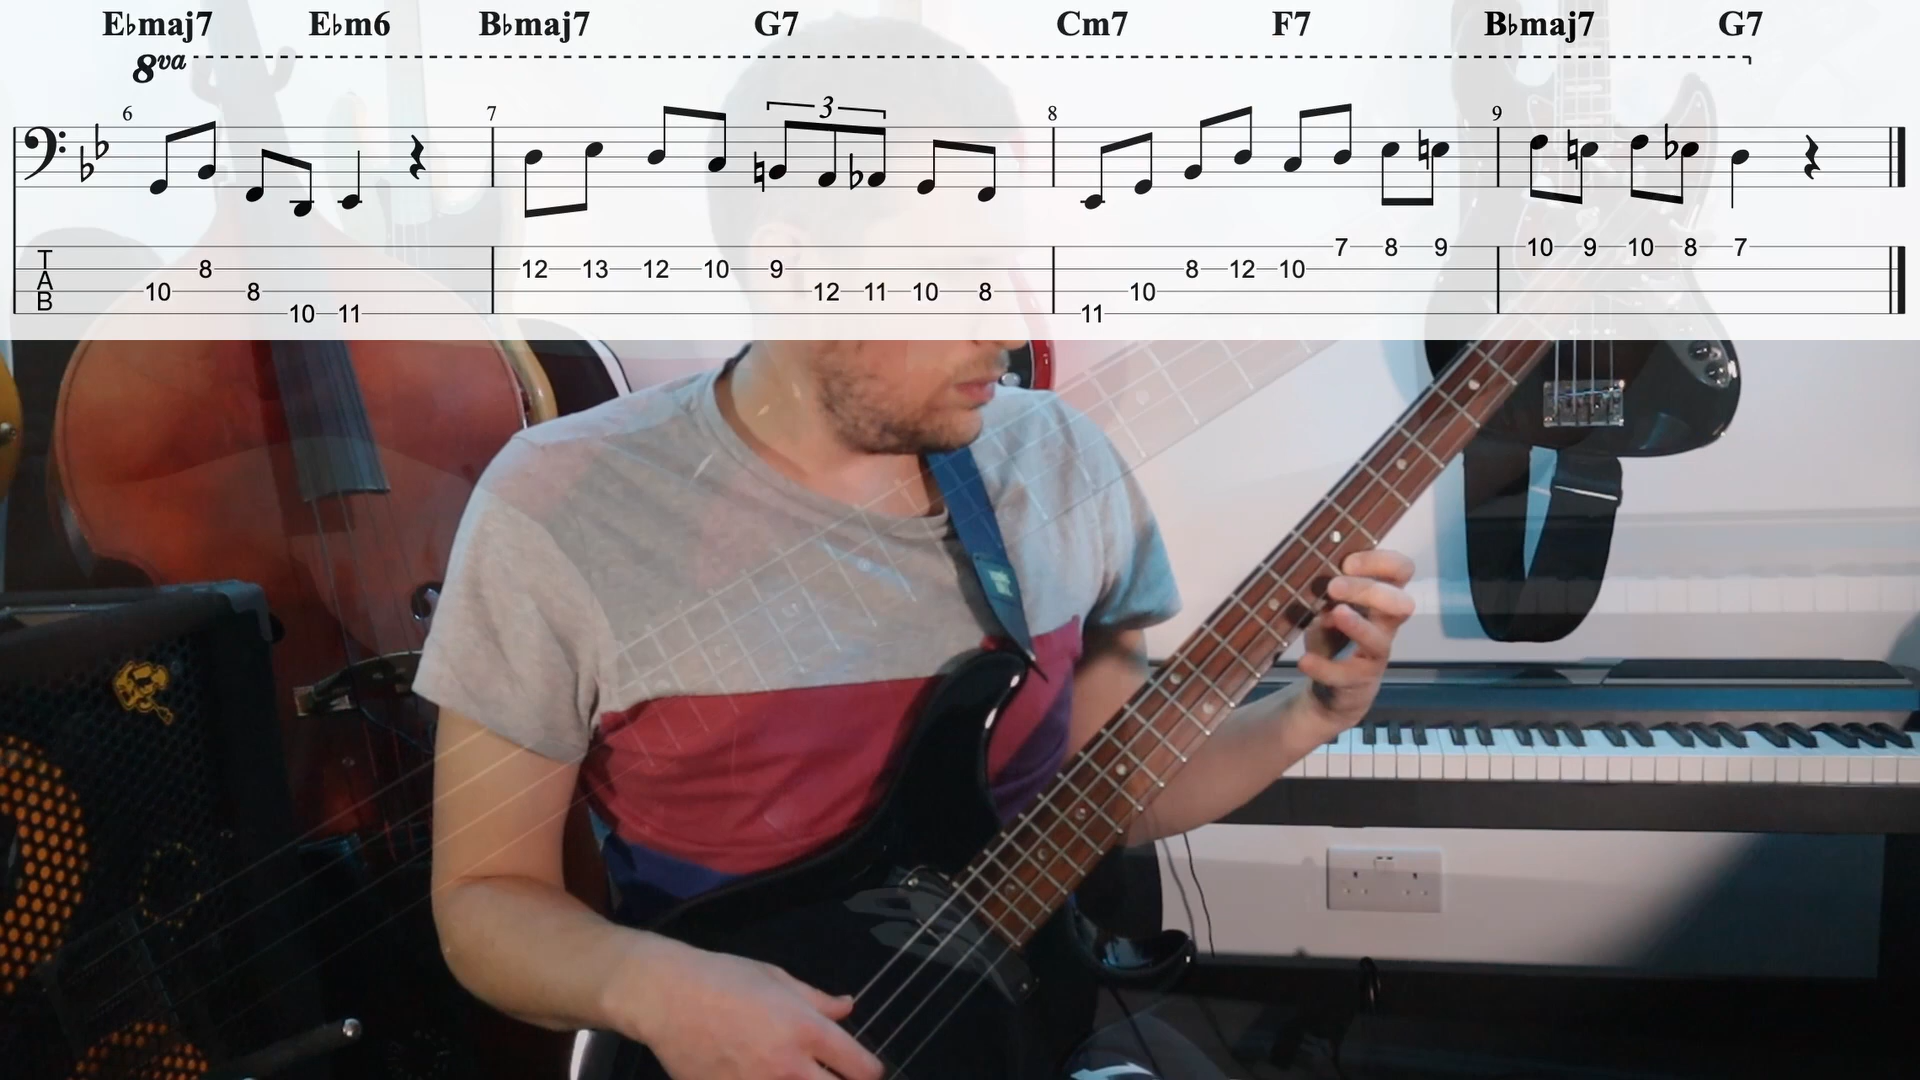 E♭maj7 E♭m6 B♭maj7 G7 Cm7 F7 B♭maj7 G7
8va
6 7 3 8 9
T
A
B
7 8 9 10 9 10 8 7
8 12 13 12 10 9 8 12 10
10 8 12 11 10 8 10
10 11 11